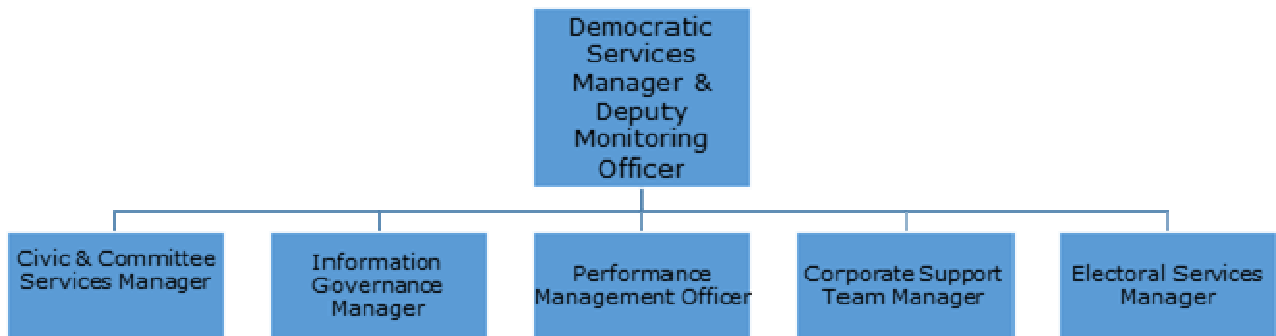 Democratic
Services
Manager &
Deputy
Monitoring
Officer
Civic & Committee
Services Manager
Information
Governance
Manager
Performance
Management Officer
Corporate Support
Team Manager
Electoral Services
Manager